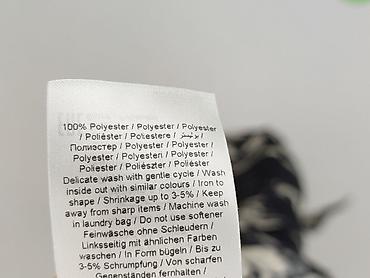 100% Polyester / Polyester / Polyester
/ Poliéster / Poliestere / بوليستر /
Полиэстер / Polyester / Polyester /
Polyester / Polyesteri / Polyester /
Polyester / Poliészter / Poliester
Delicate wash with gentle cycle / Wash
inside out with similar colours / Iron to
shape / Shrinkage up to 3-5% / Keep
away from sharp items / Machine wash
in laundry bag / Do not use softener
Feinwäsche ohne Schleudern /
Linksseitig mit ähnlichen Farben
waschen / In Form bügeln / Bis zu
3-5% Schrumpfung / Von scharfen
Gegenständen fernhalten /